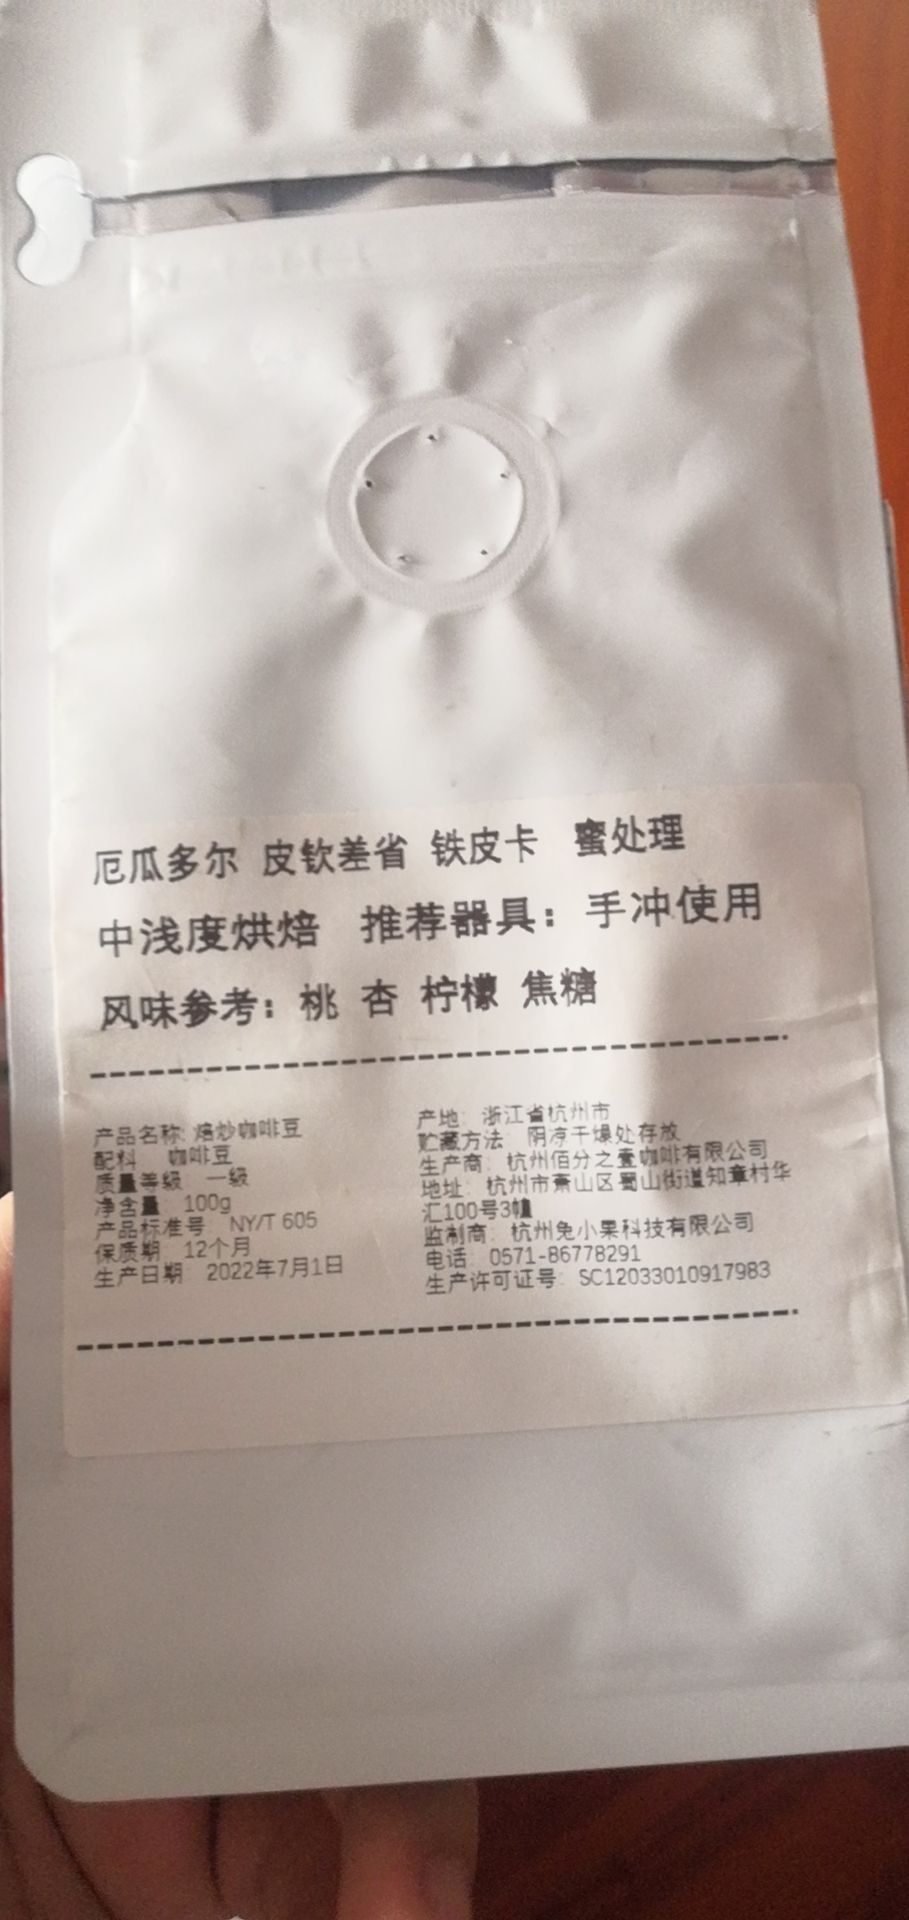 厄瓜多尔 皮钦差省 铁皮卡 蜜处理
中浅度烘焙 推荐器具：手冲使用
风味参考：桃 杏 柠檬 焦糖
产品名称: 焙炒咖啡豆
配料 咖啡豆
质量等级 一级
净含量 100g
产品标准号: NY/T 605
保质期 12个月
生产日期 2022年7月1日
产地: 浙江省杭州市
贮藏方法: 阴凉干燥处存放
生产商: 杭州佰分之壹咖啡有限公司
地址: 杭州市萧山区蜀山街道知章村华
汇100号3幢
监制商: 杭州兔小果科技有限公司
电话: 0571-86778291
生产许可证号: SC12033010917983